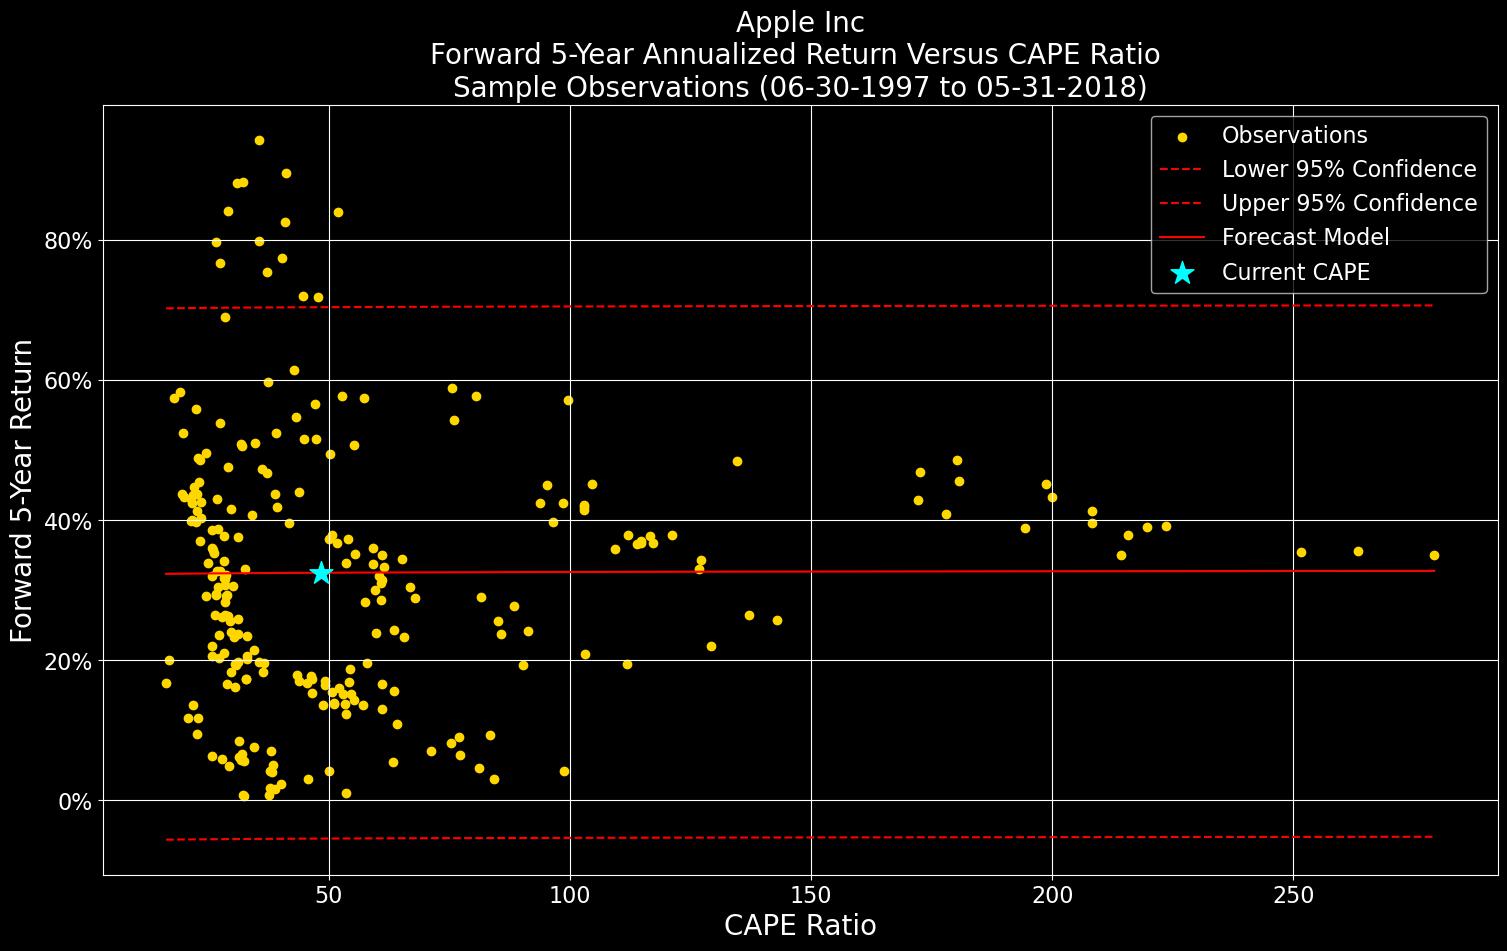 Apple Inc
Forward 5-Year Annualized Return Versus CAPE Ratio
Sample Observations (06-30-1997 to 05-31-2018)
Observations
Lower 95% Confidence
Upper 95% Confidence
Forecast Model
Current CAPE
Forward 5-Year Return
80%
60%
40%
20%
0%
50
100
150
200
250
CAPE Ratio